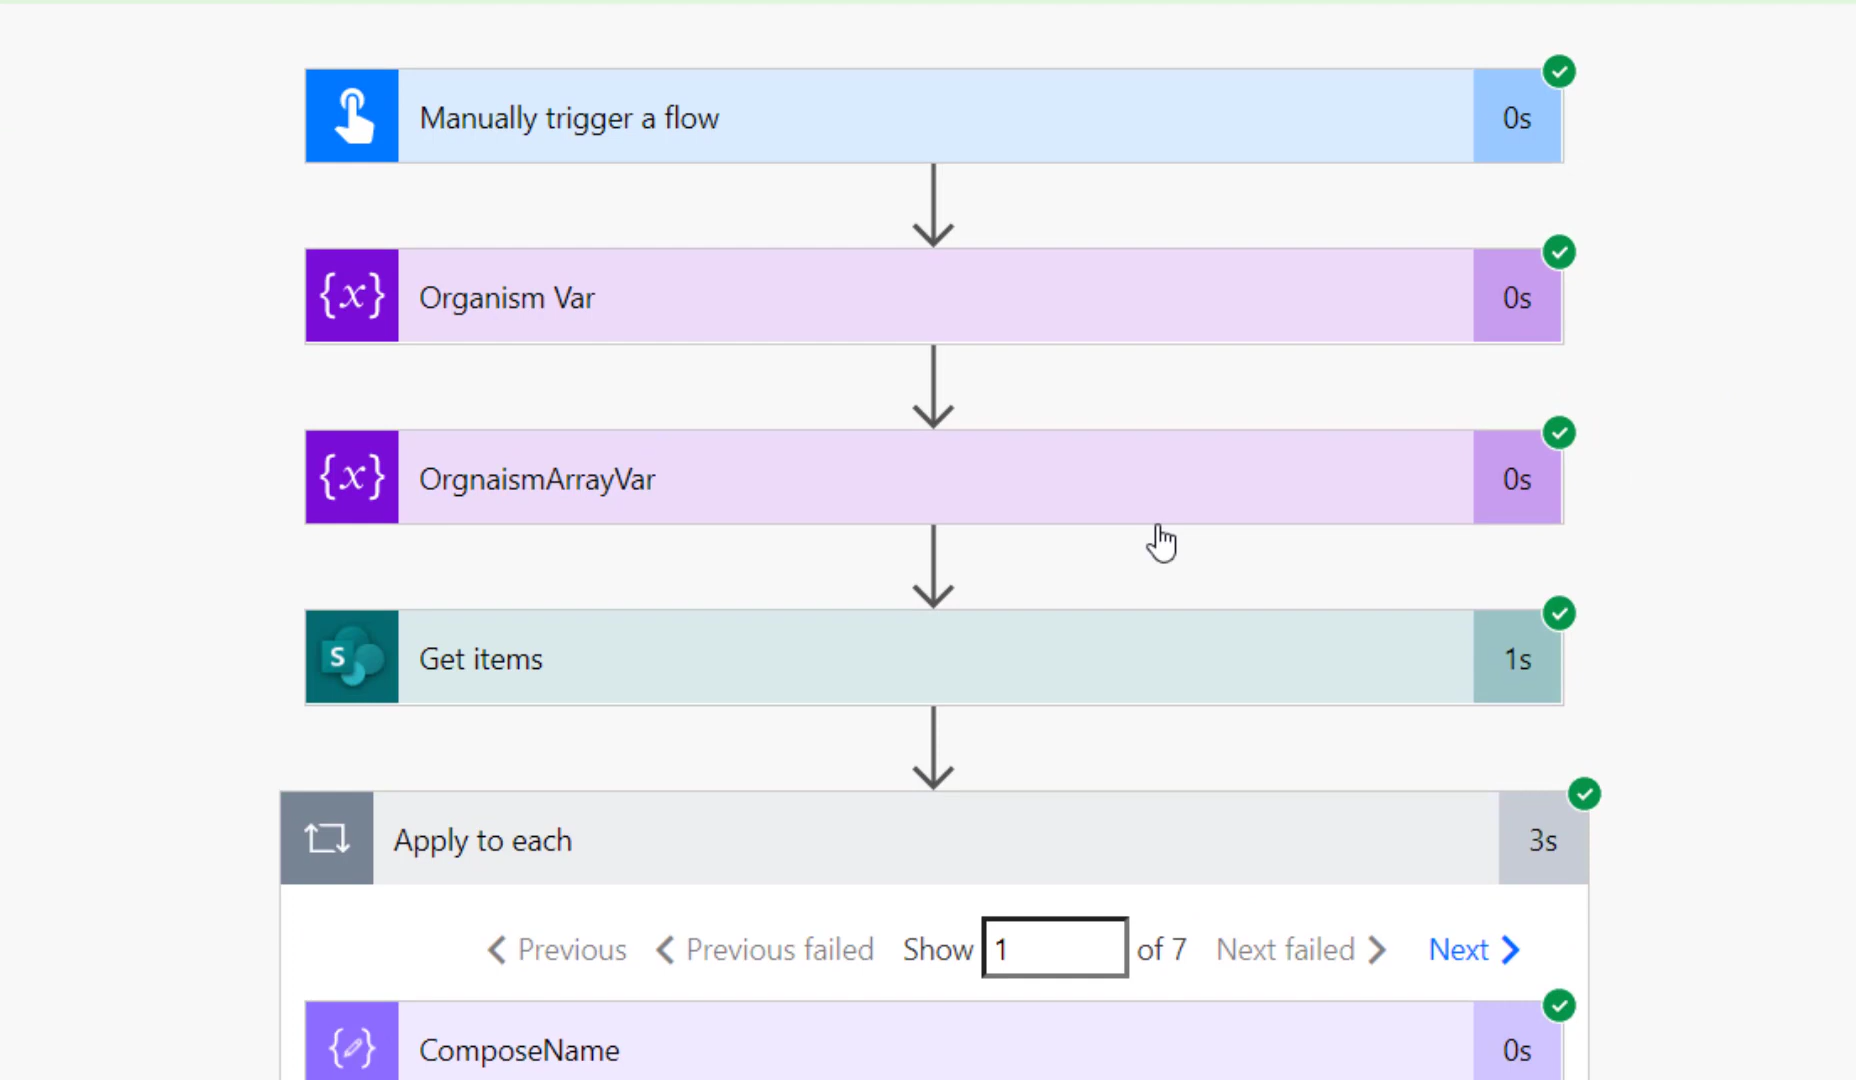 Manually trigger a flow 0s
{x} Organism Var 0s
{x} OrgnaismArrayVar 0s
S Get items 1s
Apply to each 3s
Previous Previous failed Show 1 of 7 Next failed Next
ComposeName 0s